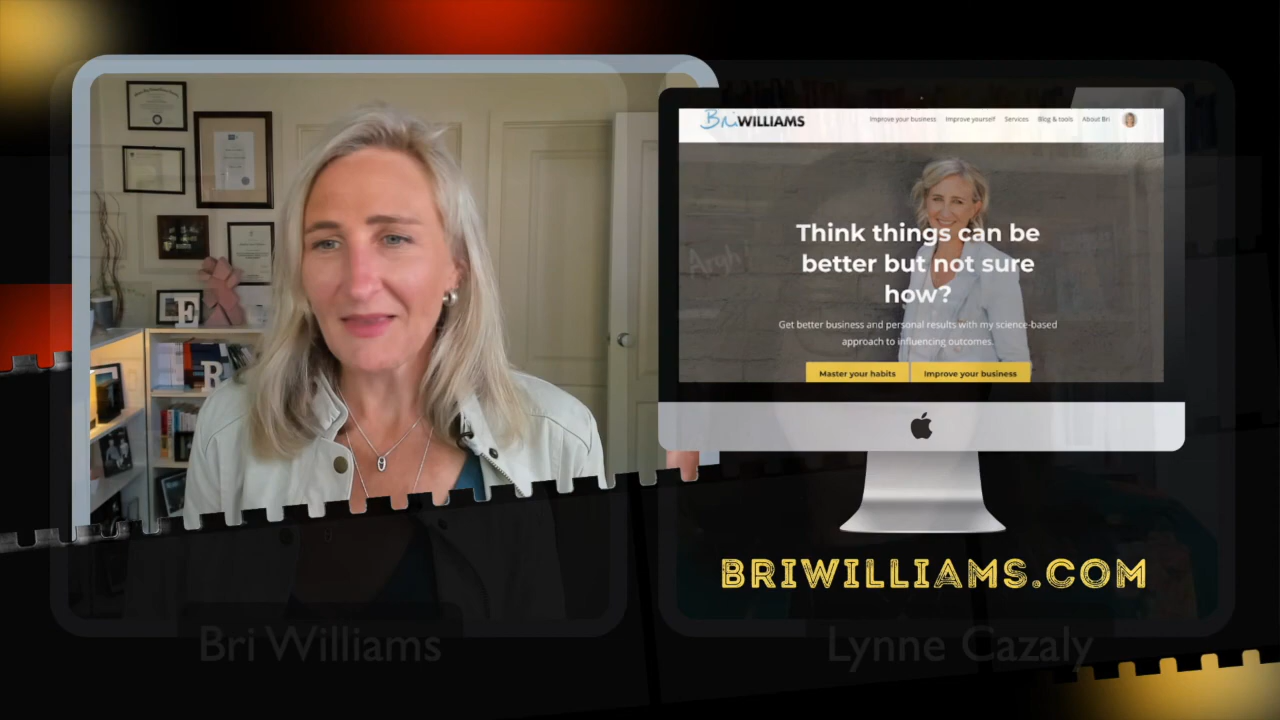 BriWILLIAMS
Improve your business Improve yourself Services Blog & tools About Bri
Argh!
Think things can be
better but not sure
how?
Get better business and personal results with my science-based
approach to influencing outcomes.
Master your habits Improve your business
E
R
BRIWILLIAMS.COM
Bri Williams Lynne Cazaly